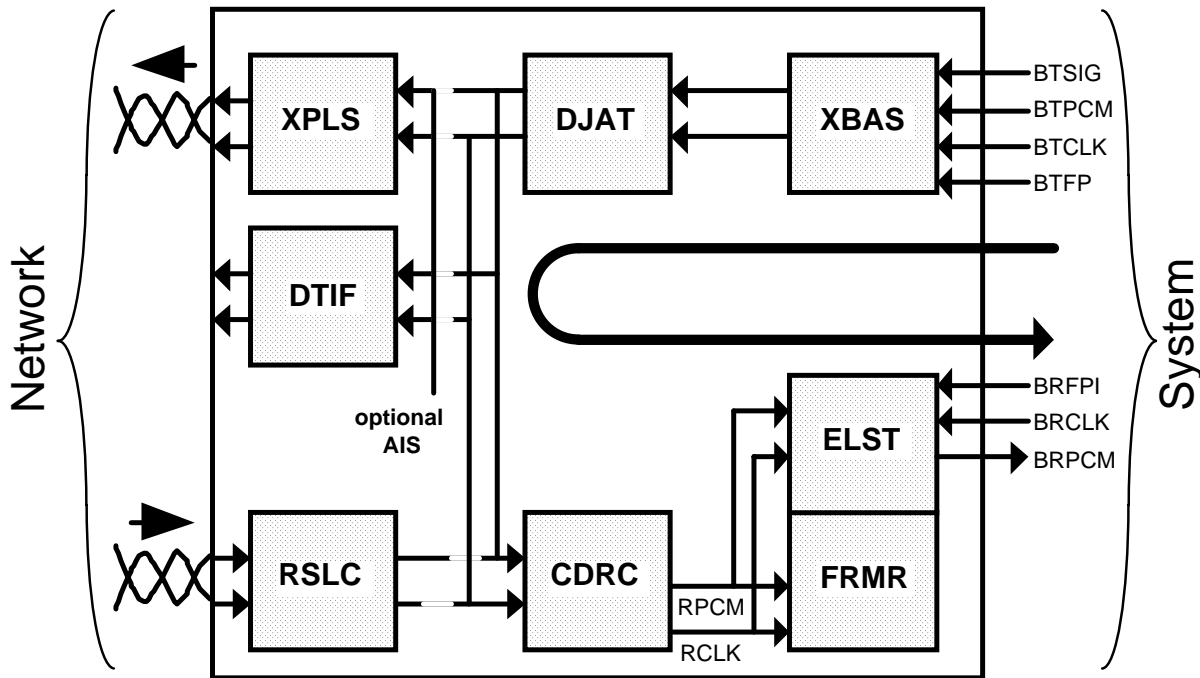 Network
System
XPLS
DJAT
XBAS
BTSIG
BTPCM
BTCLK
BTFP
DTIF
optional
AIS
BRFPI
BRCLK
BRPCM
ELST
RSLC
CDRC
FRMR
RPCM
RCLK